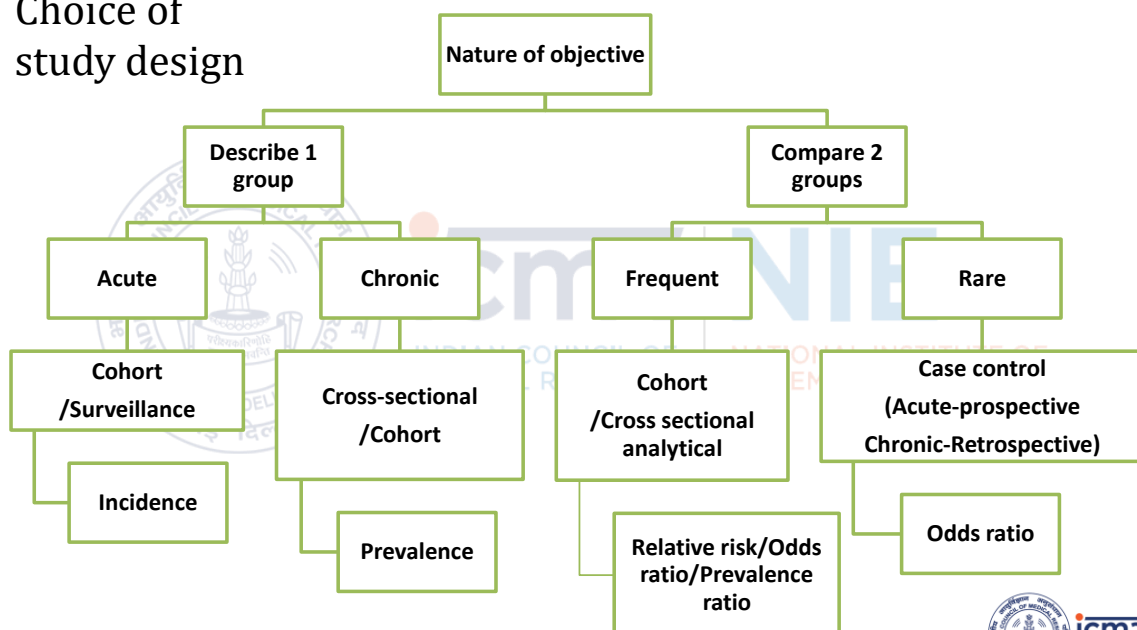 Choice of
study design
Nature of objective
Describe 1
group
Compare 2
groups
Acute
Chronic
Frequent
Rare
Cohort
/Surveillance
Cross-sectional
/Cohort
Cohort
/Cross sectional
analytical
Case control
(Acute-prospective
Chronic-Retrospective)
Incidence
Prevalence
Relative risk/Odds
ratio/Prevalence
ratio
Odds ratio
icm
NIE